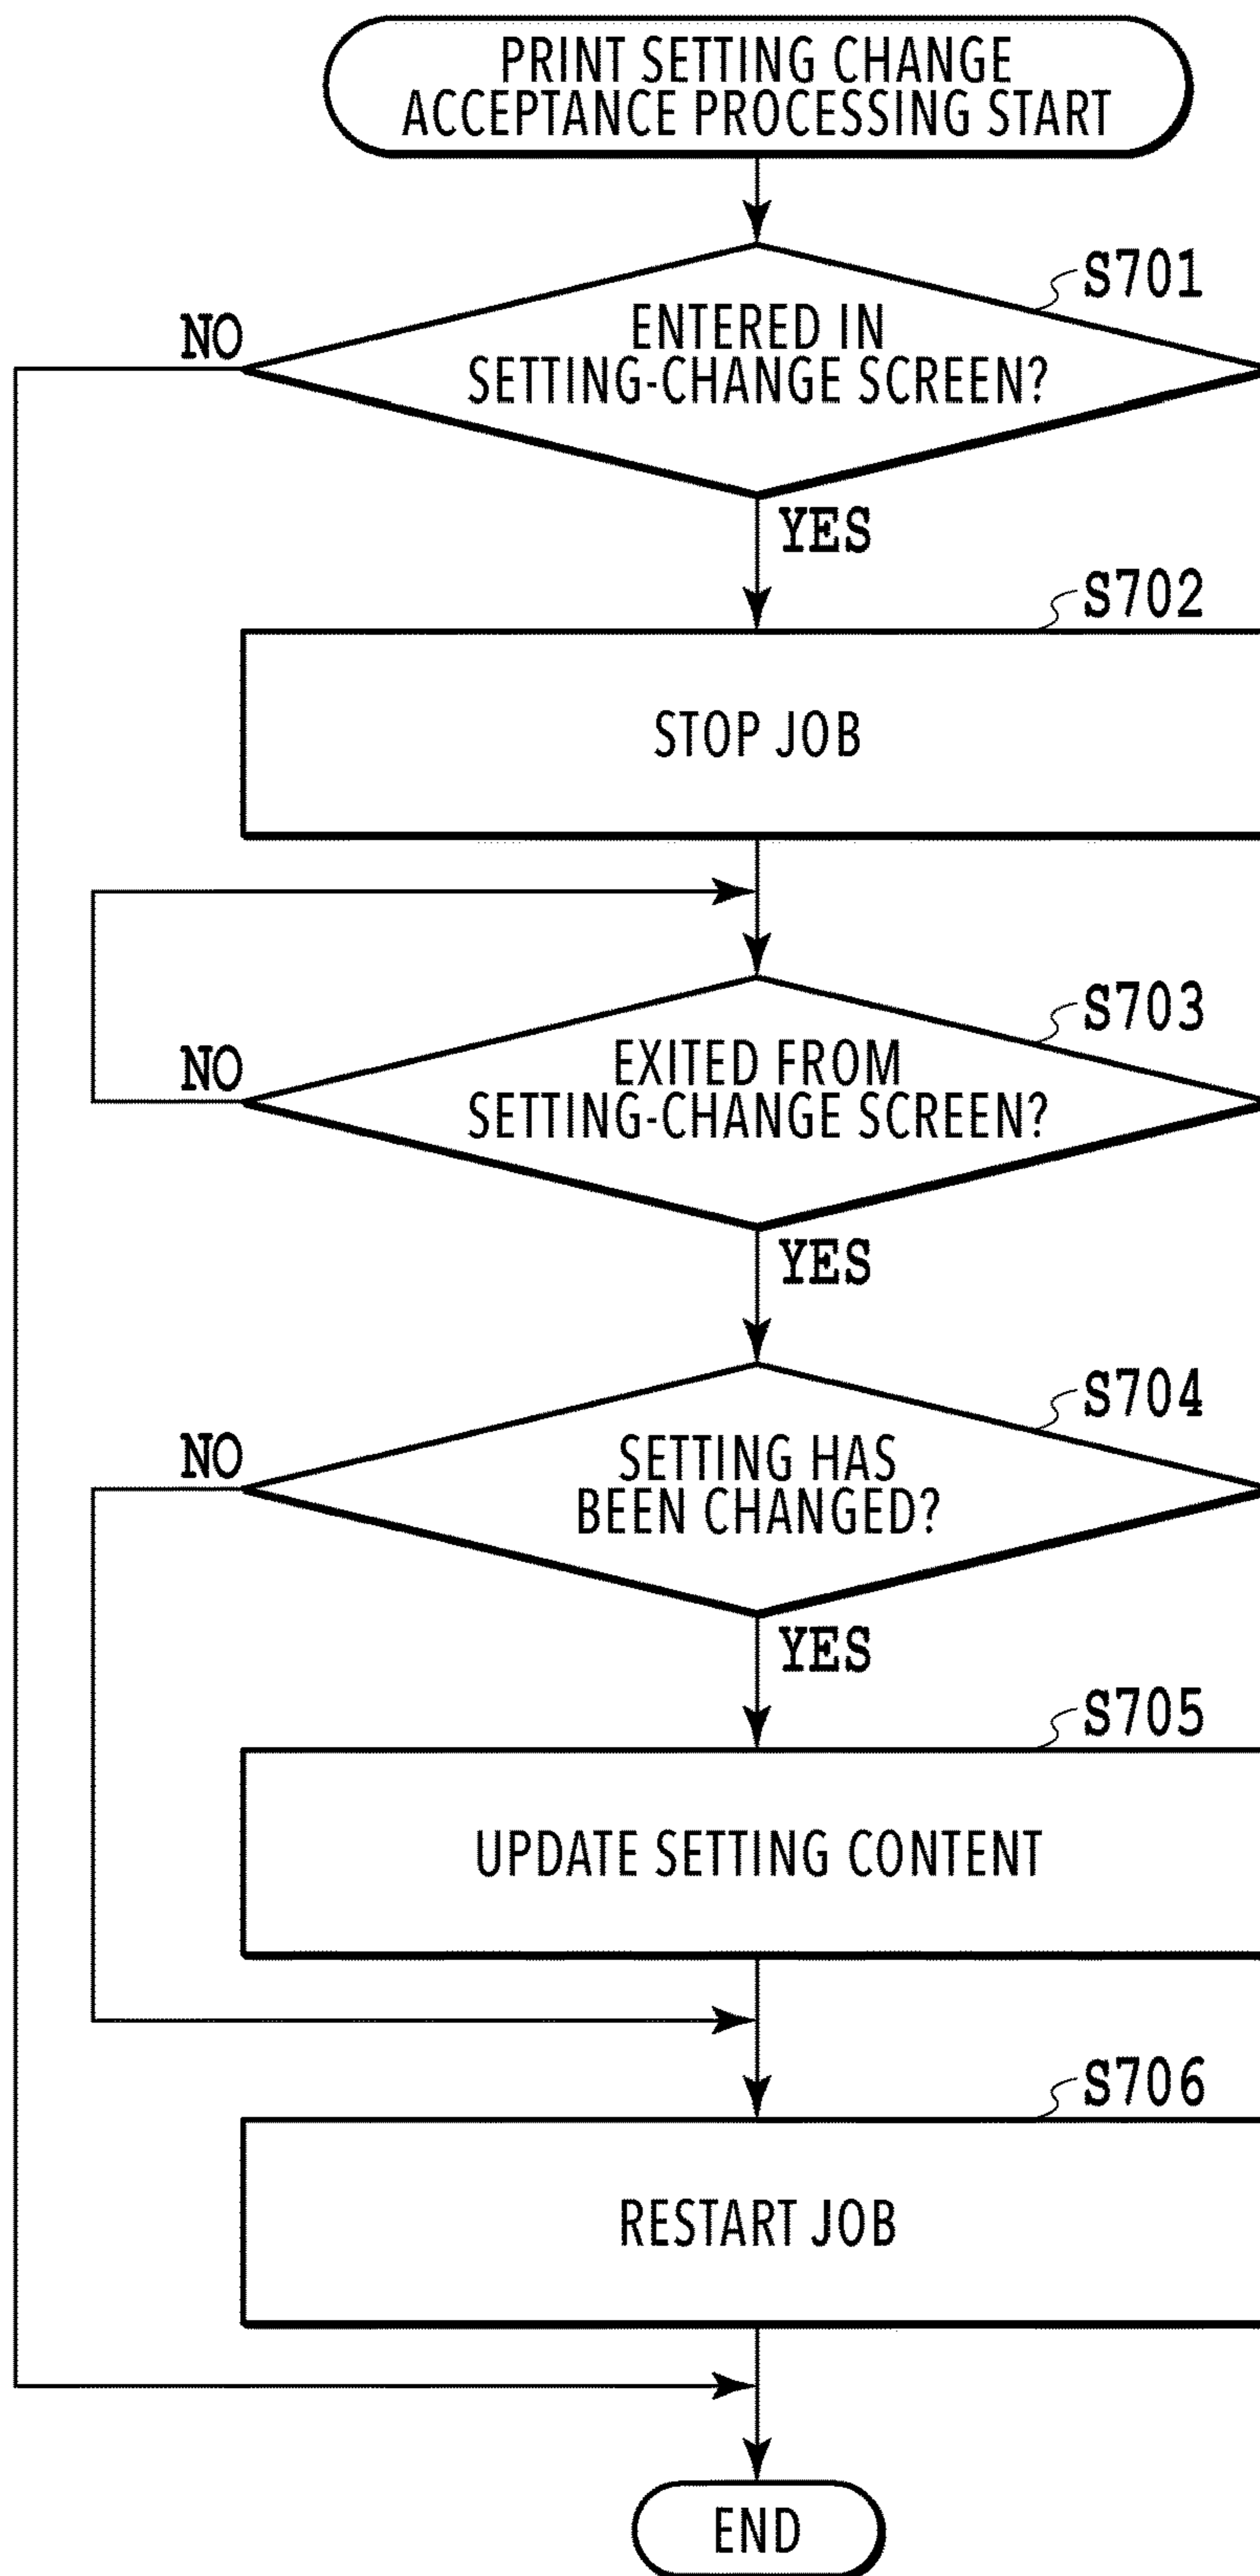 PRINT SETTING CHANGE
ACCEPTANCE PROCESSING START
S701
NO
ENTERED IN
SETTING-CHANGE SCREEN?
YES
S702
STOP JOB
S703
NO
EXITED FROM
SETTING-CHANGE SCREEN?
YES
S704
NO
SETTING HAS
BEEN CHANGED?
YES
S705
UPDATE SETTING CONTENT
S706
RESTART JOB
END